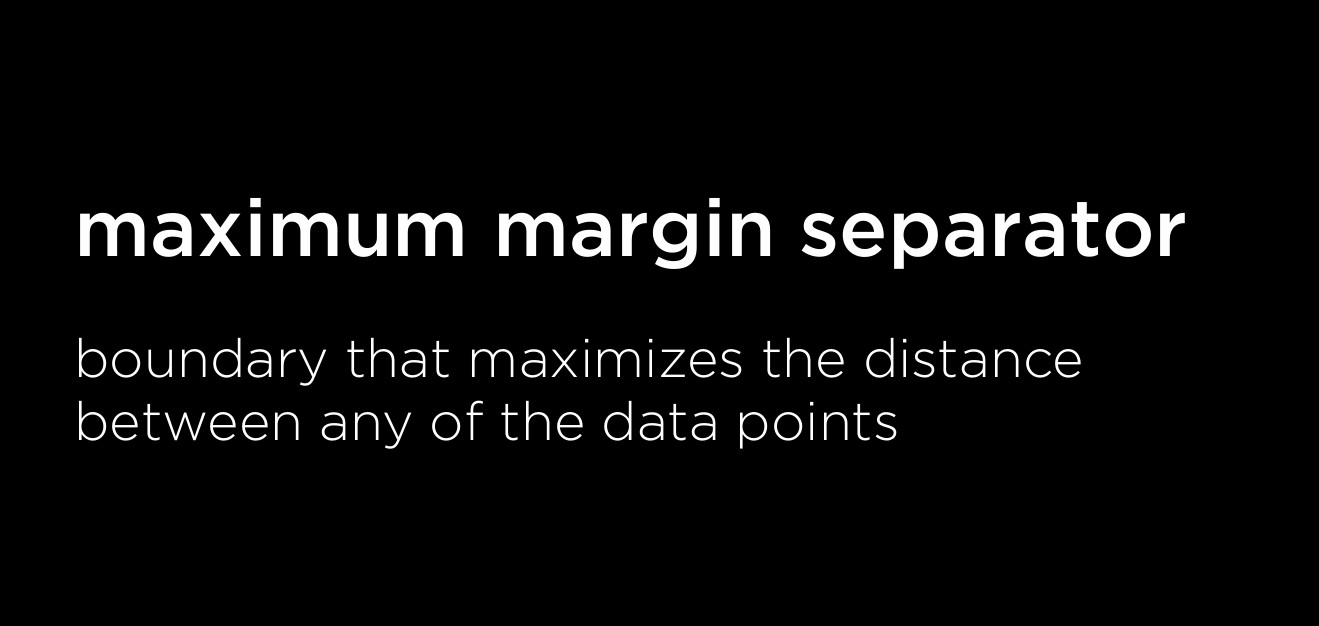 maximum margin separator
boundary that maximizes the distance
between any of the data points